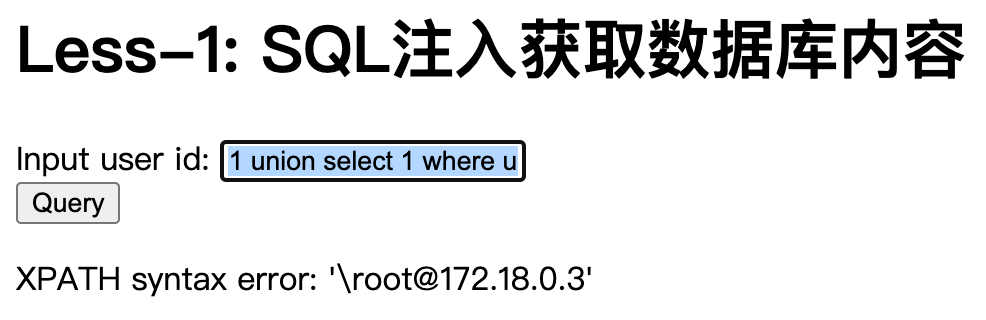 Less-1: SQL注入获取数据库内容
Input user id: 1 union select 1 where u
Query
XPATH syntax error: '\root@172.18.0.3'